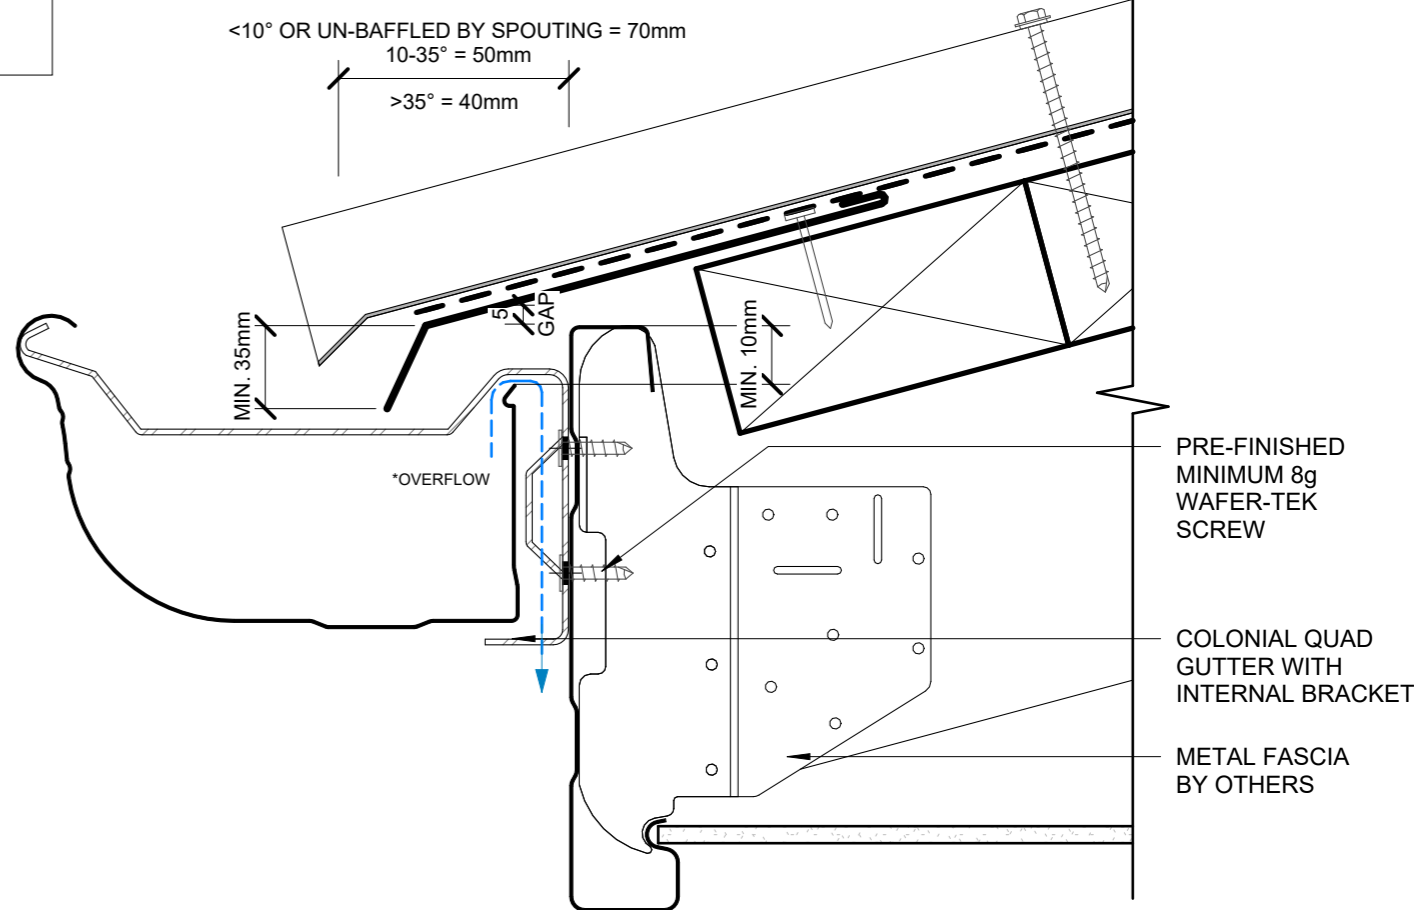 <10° OR UN-BAFFLED BY SPOUTING = 70mm
10-35° = 50mm
>35° = 40mm
MIN. 35mm
5
GAP
MIN. 10mm
*OVERFLOW
PRE-FINISHED
MINIMUM 8g
WAFER-TEK
SCREW
COLONIAL QUAD
GUTTER WITH
INTERNAL BRACKET
METAL FASCIA
BY OTHERS